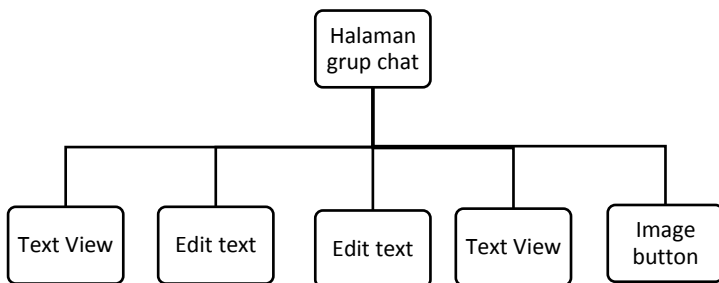 Halaman
grup chat
Text View
Edit text
Edit text
Text View
Image
button